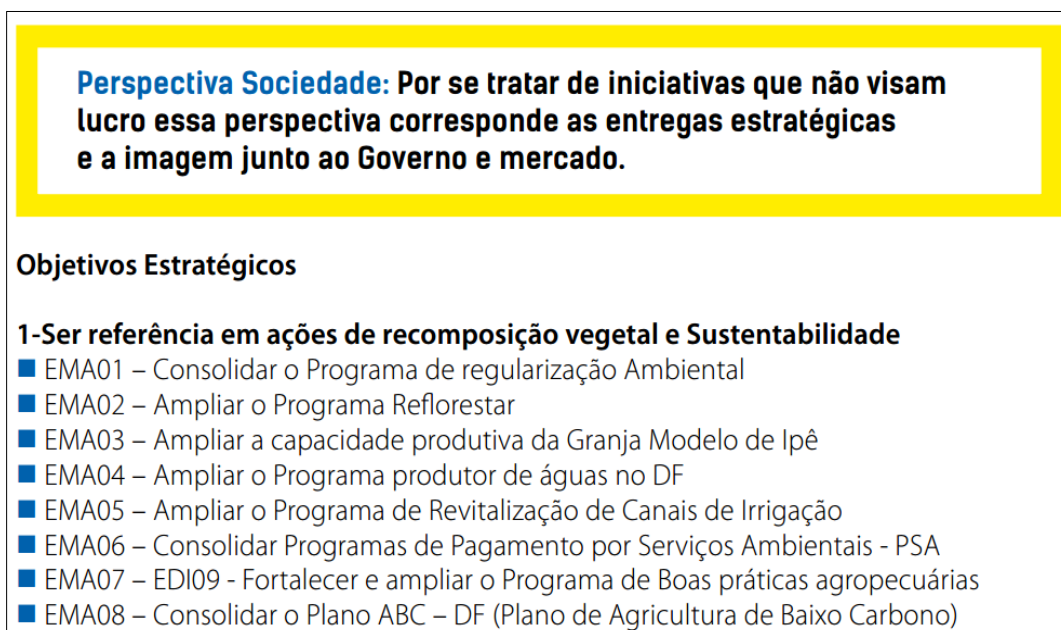 Perspectiva Sociedade: Por se tratar de iniciativas que não visam
lucro essa perspectiva corresponde as entregas estratégicas
e a imagem junto ao Governo e mercado.
Objetivos Estratégicos
1-Ser referência em ações de recomposição vegetal e Sustentabilidade
■ EMA01 – Consolidar o Programa de regularização Ambiental
■ EMA02 – Ampliar o Programa Reflorestar
■ EMA03 – Ampliar a capacidade produtiva da Granja Modelo de Ipê
■ EMA04 – Ampliar o Programa produtor de águas no DF
■ EMA05 – Ampliar o Programa de Revitalização de Canais de Irrigação
■ EMA06 – Consolidar Programas de Pagamento por Serviços Ambientais - PSA
■ EMA07 – EDI09 - Fortalecer e ampliar o Programa de Boas práticas agropecuárias
■ EMA08 – Consolidar o Plano ABC – DF (Plano de Agricultura de Baixo Carbono)